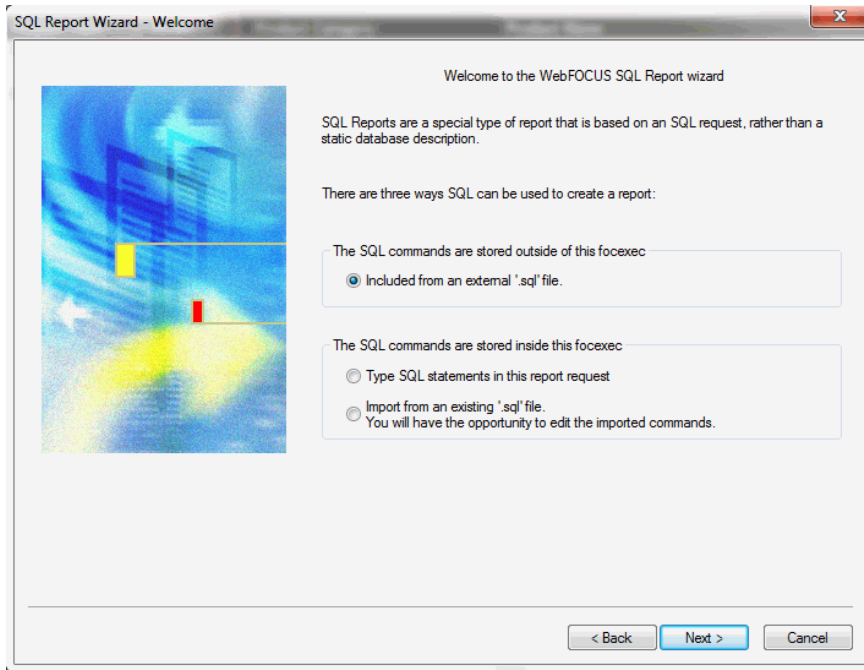 SQL Report Wizard - Welcome
Welcome to the WebFOCUS SQL Report wizard
SQL Reports are a special type of report that is based on an SQL request, rather than a
static database description.
There are three ways SQL can be used to create a report:
The SQL commands are stored outside of this focexec
Included from an external '.sql' file.
The SQL commands are stored inside this focexec
Type SQL statements in this report request
Import from an existing '.sql' file.
You will have the opportunity to edit the imported commands.
< Back
Next >
Cancel